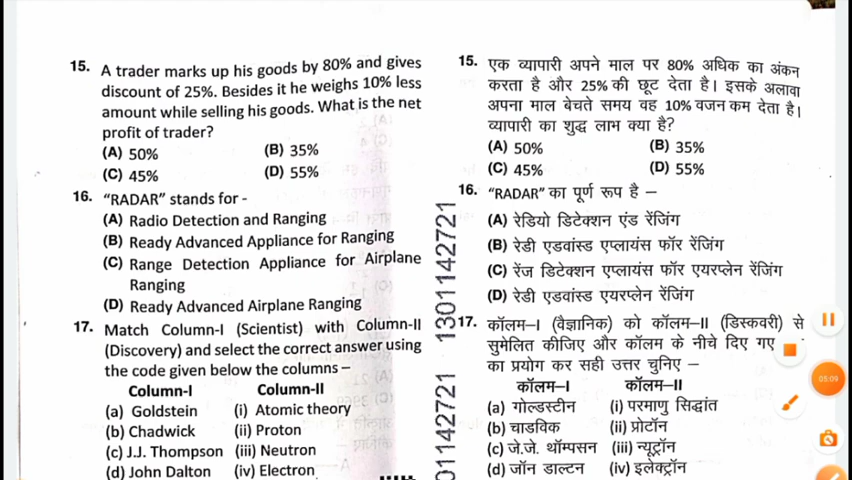 15. A trader marks up his goods by 80% and gives
discount of 25%. Besides it he weighs 10% less
amount while selling his goods. What is the net
profit of trader?
(A) 50% (B) 35%
(C) 45% (D) 55%
16. “RADAR” stands for -
(A) Radio Detection and Ranging
(B) Ready Advanced Appliance for Ranging
(C) Range Detection Appliance for Airplane
Ranging
(D) Ready Advanced Airplane Ranging
17. Match Column-I (Scientist) with Column-II
(Discovery) and select the correct answer using
the code given below the columns –
Column-I Column-II
(a) Goldstein (i) Atomic theory
(b) Chadwick (ii) Proton
(c) J.J. Thompson (iii) Neutron
(d) John Dalton (iv) Electron
13011142721
01142721
15. एक व्यापारी अपने माल पर 80% अधिक का अंकन
करता है और 25% की छूट देता है। इसके अलावा
अपना माल बेचते समय वह 10% वजन कम देता है।
व्यापारी का शुद्ध लाभ क्या है?
(A) 50% (B) 35%
(C) 45% (D) 55%
16. “RADAR” का पूर्ण रूप है –
(A) रेडियो डिटेक्शन एंड रेंजिंग
(B) रेडी एडवांस्ड एप्लायंस फॉर रेंजिंग
(C) रेंज डिटेक्शन एप्लायंस फॉर एयरप्लेन रेंजिंग
(D) रेडी एडवांस्ड एयरप्लेन रेंजिंग
17. कॉलम–I (वैज्ञानिक) को कॉलम–II (डिस्कवरी) से
सुमेलित कीजिए और कॉलम के नीचे दिए गए
का प्रयोग कर सही उत्तर चुनिए –
कॉलम–I कॉलम–II
(a) गोल्डस्टीन (i) परमाणु सिद्धांत
(b) चाडविक (ii) प्रोटॉन
(c) जे.जे. थॉम्पसन (iii) न्यूट्रॉन
(d) जॉन डाल्टन (iv) इलेक्ट्रॉन
05:09